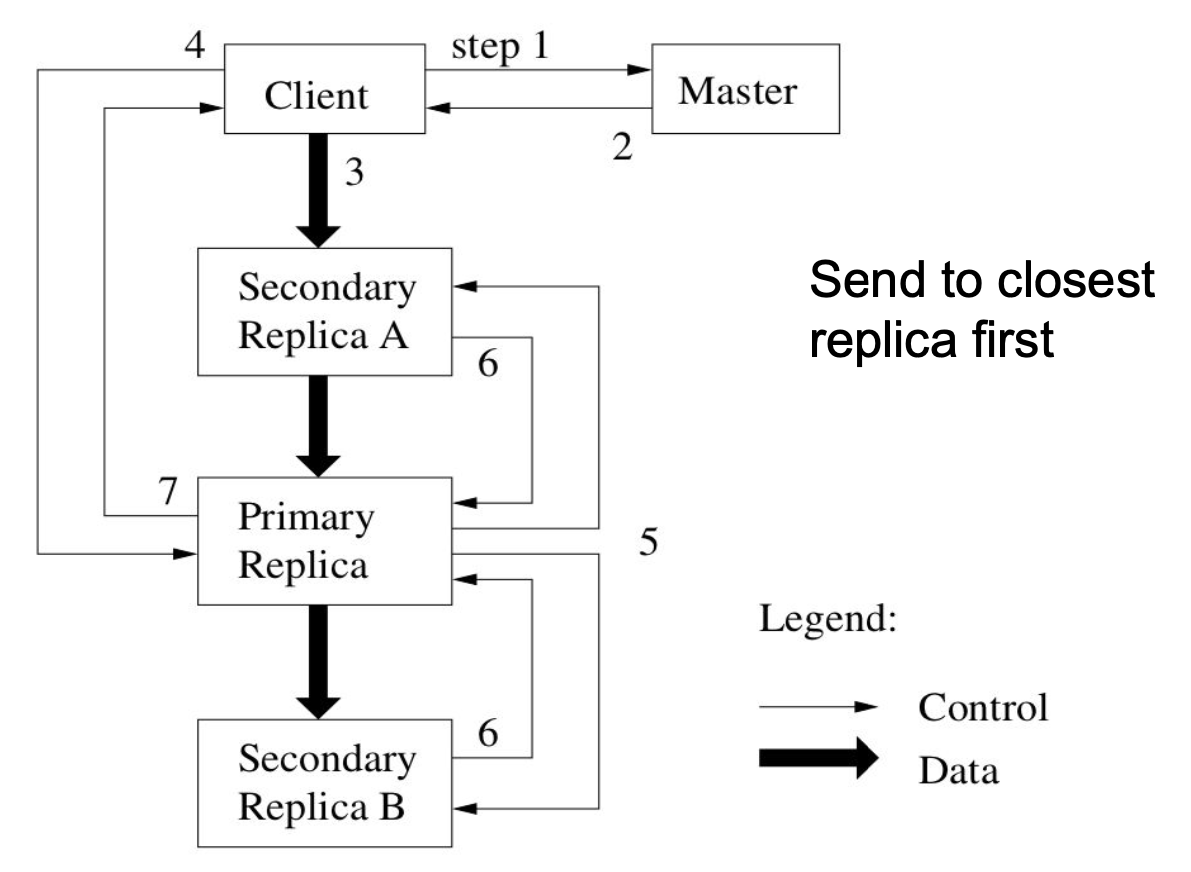 4
step 1
Client
Master
2
3
Secondary
Replica A
Send to closest
replica first
6
7
Primary
Replica
5
Legend:
6
Control
Secondary
Replica B
Data